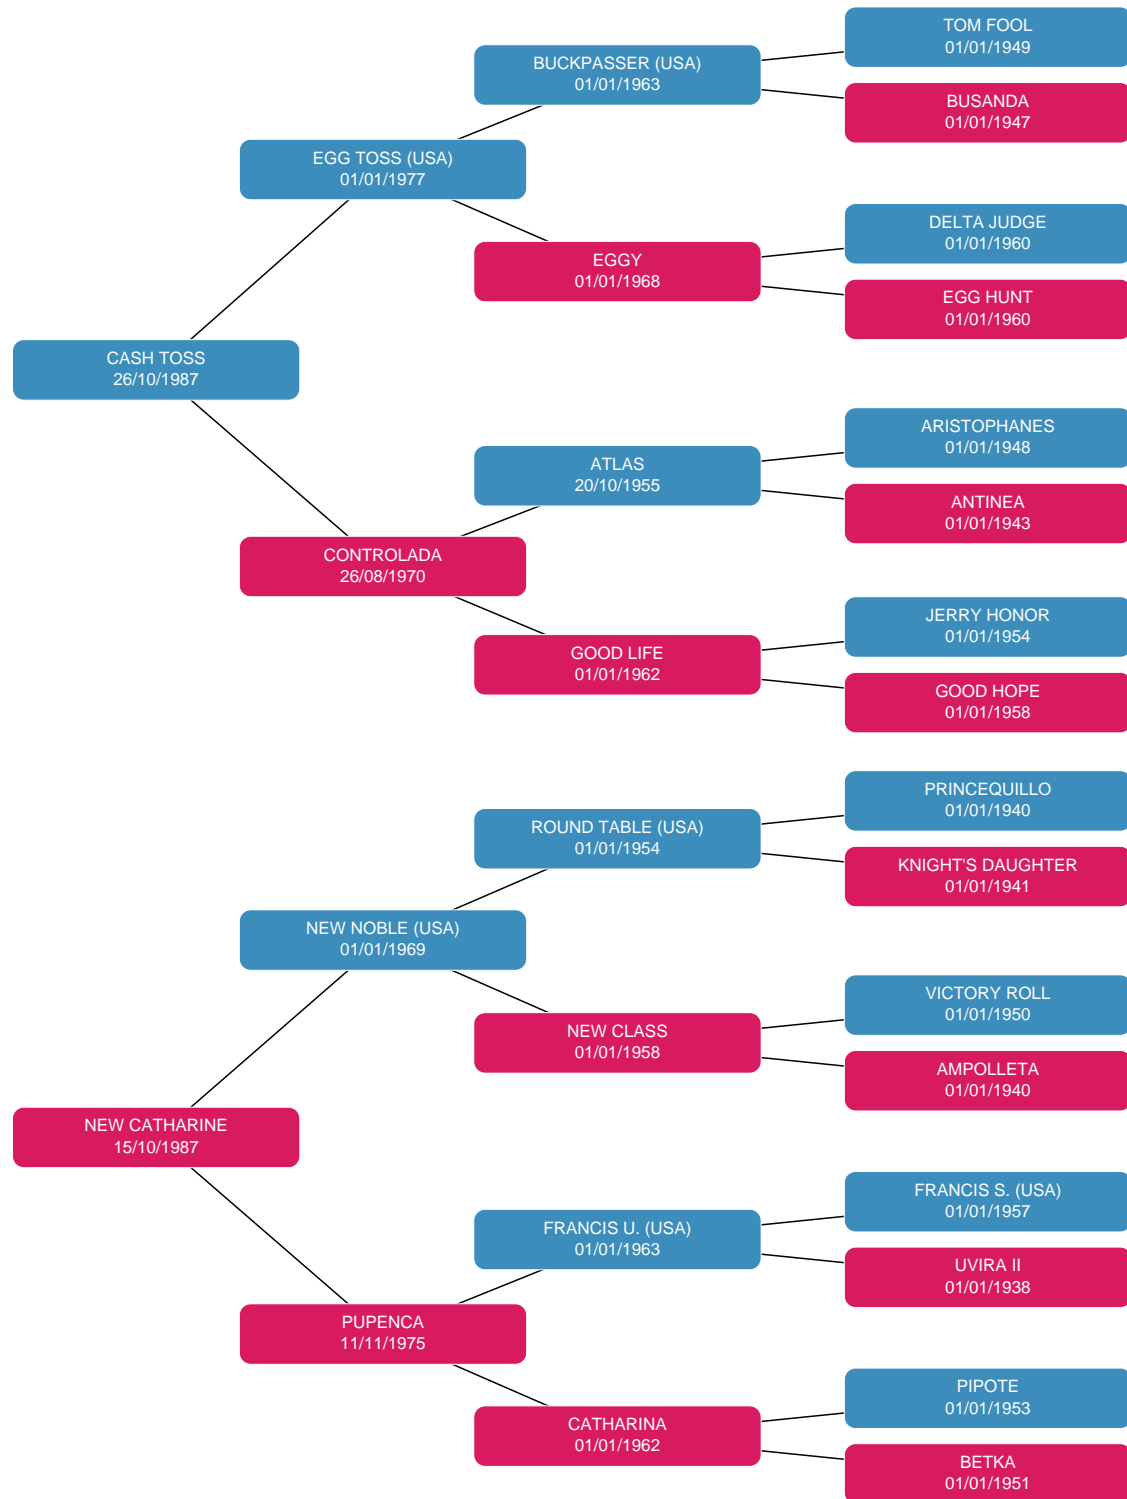 TOM FOOL
01/01/1949
BUCKPASSER (USA)
01/01/1963
BUSANDA
01/01/1947
EGG TOSS (USA)
01/01/1977
DELTA JUDGE
01/01/1960
EGGY
01/01/1968
EGG HUNT
01/01/1960
CASH TOSS
26/10/1987
ARISTOPHANES
01/01/1948
ATLAS
20/10/1955
ANTINEA
01/01/1943
CONTROLADA
26/08/1970
JERRY HONOR
01/01/1954
GOOD LIFE
01/01/1962
GOOD HOPE
01/01/1958
PRINCEQUILLO
01/01/1940
ROUND TABLE (USA)
01/01/1954
KNIGHT'S DAUGHTER
01/01/1941
NEW NOBLE (USA)
01/01/1969
VICTORY ROLL
01/01/1950
NEW CLASS
01/01/1958
AMPOLLETA
01/01/1940
NEW CATHARINE
15/10/1987
FRANCIS S. (USA)
01/01/1957
FRANCIS U. (USA)
01/01/1963
UVIRA II
01/01/1938
PUPENCA
11/11/1975
PIPOTE
01/01/1953
CATHARINA
01/01/1962
BETKA
01/01/1951